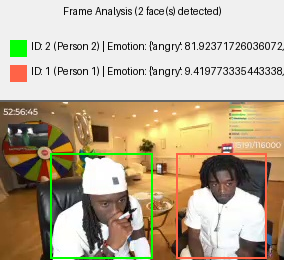 Frame Analysis (2 face(s) detected)
ID: 2 (Person 2) | Emotion: {'angry': 81.92371726036072,
ID: 1 (Person 1) | Emotion: {'angry': 9.419773335443338,
52:56:45
/116000